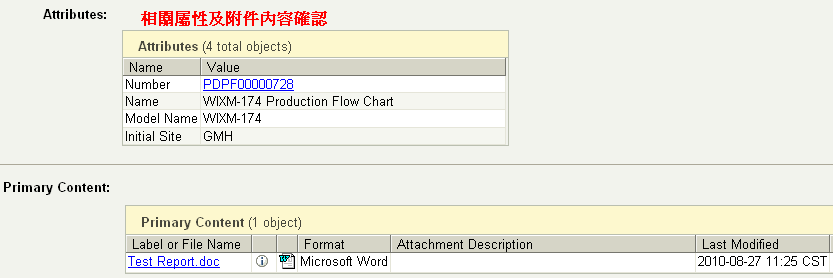 Attributes: 相關屬性及附件內容確認
Attributes (4 total objects)
Name Value
Number PDPF00000728
Name WIXM-174 Production Flow Chart
Model Name WIXM-174
Initial Site GMH
Primary Content:
Primary Content (1 object)
Label or File Name Format Attachment Description Last Modified
Test Report.doc Microsoft Word 2010-08-27 11:25 CST